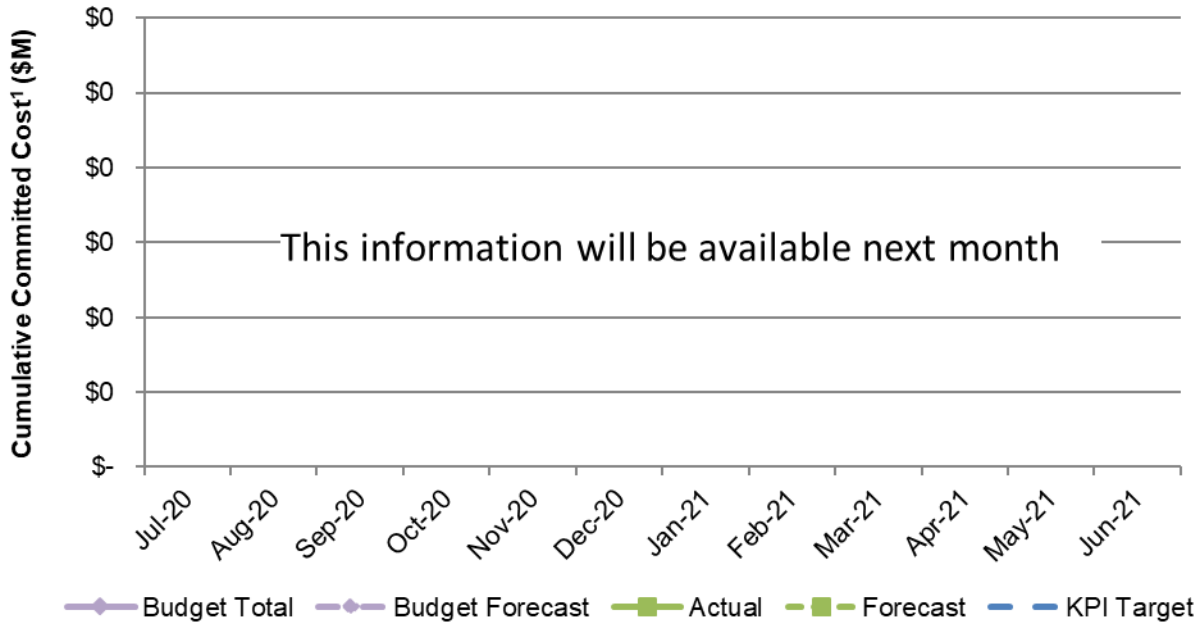 Cumulative Committed Cost¹ ($M)
$0
$0
$0
$0
$0
$0
$-
This information will be available next month
Jul-20
Aug-20
Sep-20
Oct-20
Nov-20
Dec-20
Jan-21
Feb-21
Mar-21
Apr-21
May-21
Jun-21
Budget Total
Budget Forecast
Actual
Forecast
KPI Target